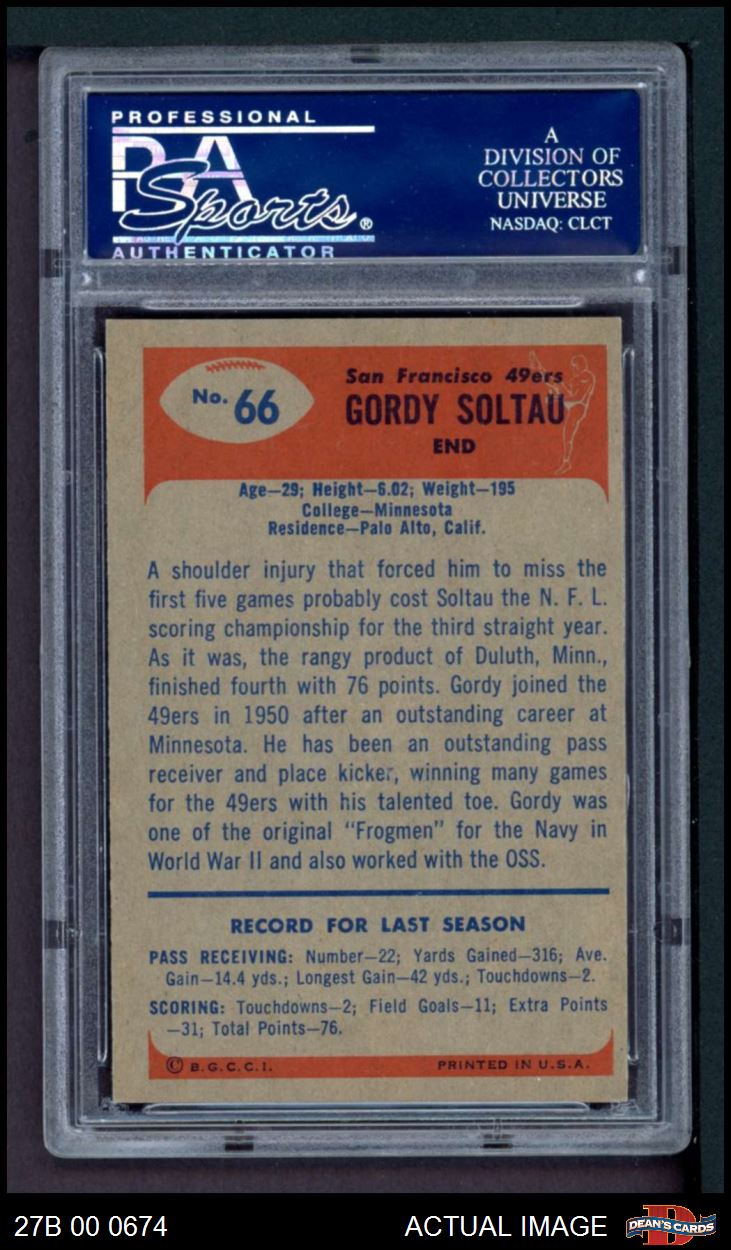 PROFESSIONAL
PSA
Sports®
AUTHENTICATOR
A
DIVISION OF
COLLECTORS
UNIVERSE
NASDAQ: CLCT
No. 66
San Francisco 49ers
GORDY SOLTAU
END
Age—29; Height—6.02; Weight—195
College—Minnesota
Residence—Palo Alto, Calif.
A shoulder injury that forced him to miss the
first five games probably cost Soltau the N. F. L.
scoring championship for the third straight year.
As it was, the rangy product of Duluth, Minn.,
finished fourth with 76 points. Gordy joined the
49ers in 1950 after an outstanding career at
Minnesota. He has been an outstanding pass
receiver and place kicker, winning many games
for the 49ers with his talented toe. Gordy was
one of the original "Frogmen" for the Navy in
World War II and also worked with the OSS.
RECORD FOR LAST SEASON
PASS RECEIVING: Number—22; Yards Gained—316; Ave.
Gain—14.4 yds.; Longest Gain—42 yds.; Touchdowns—2.
SCORING: Touchdowns—2; Field Goals—11; Extra Points
—31; Total Points—76.
© B.G.C.C.I.
PRINTED IN U.S.A.
27B 00 0674
ACTUAL IMAGE
D
DEAN'S CARDS